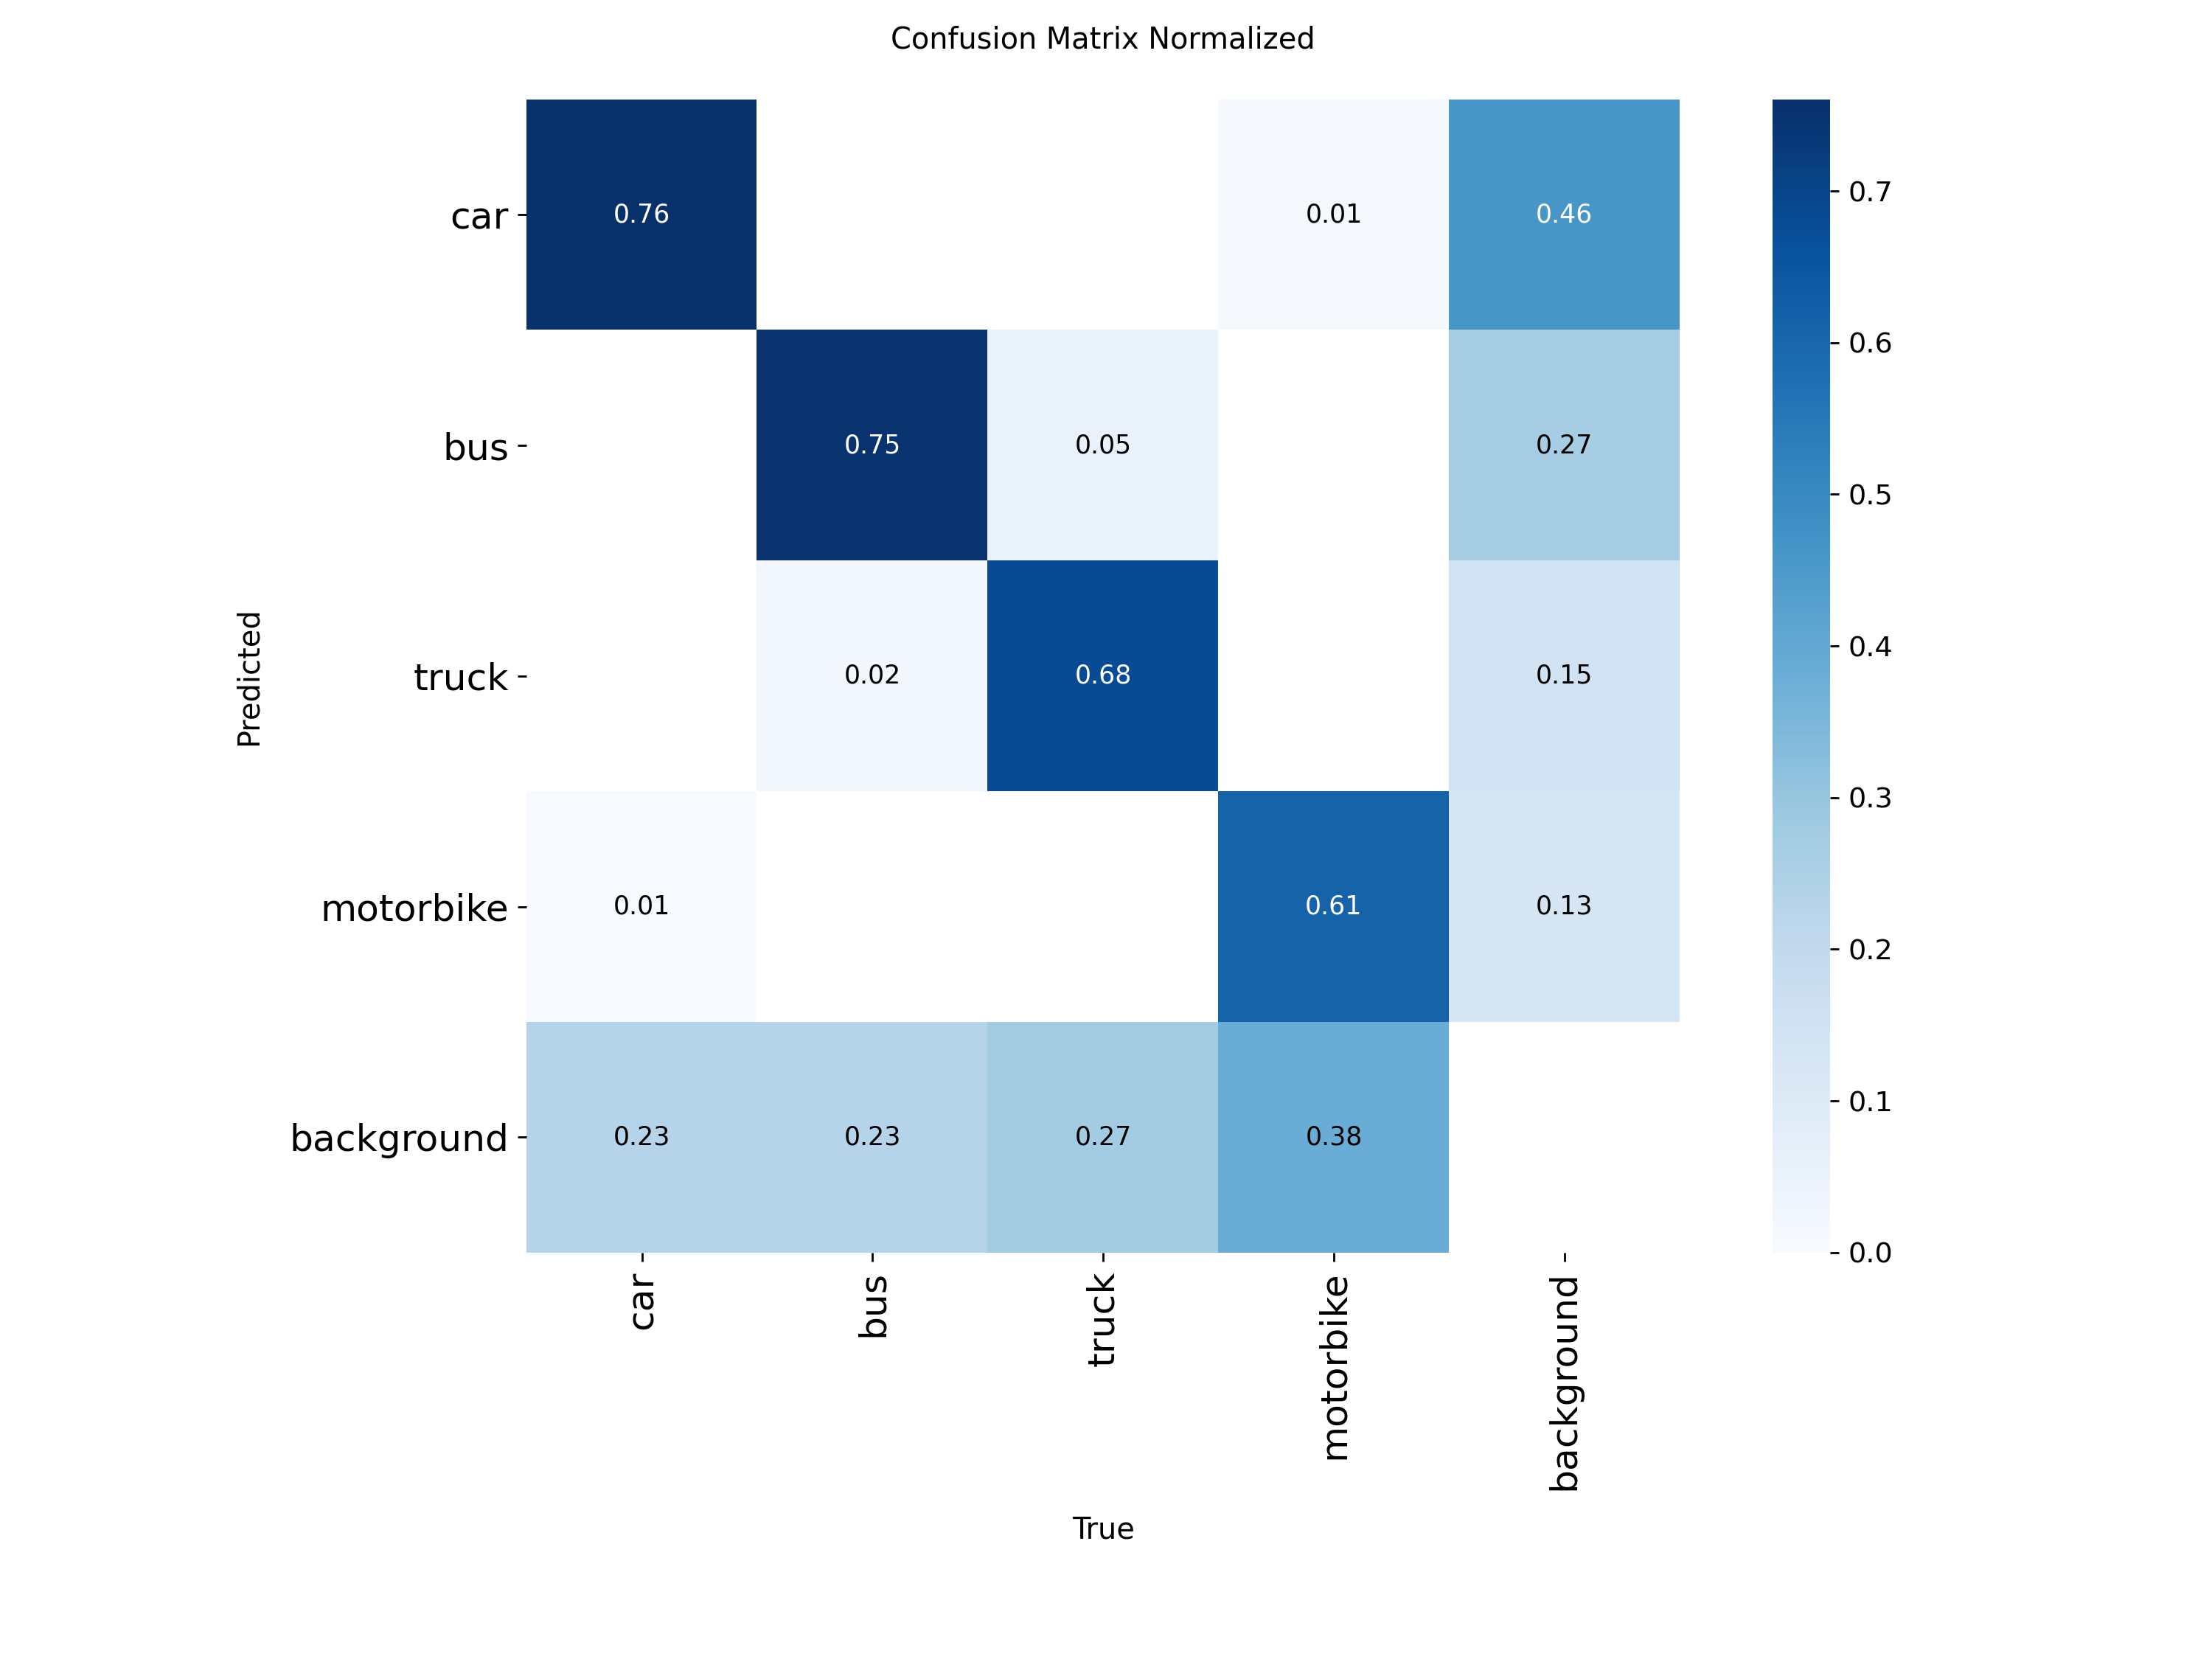 Confusion Matrix Normalized
car 0.76 0.01 0.46
bus 0.75 0.05 0.27
truck 0.02 0.68 0.15
motorbike 0.01 0.61 0.13
background 0.23 0.23 0.27 0.38
Predicted
car bus truck motorbike background
True
0.7
0.6
0.5
0.4
0.3
0.2
0.1
0.0